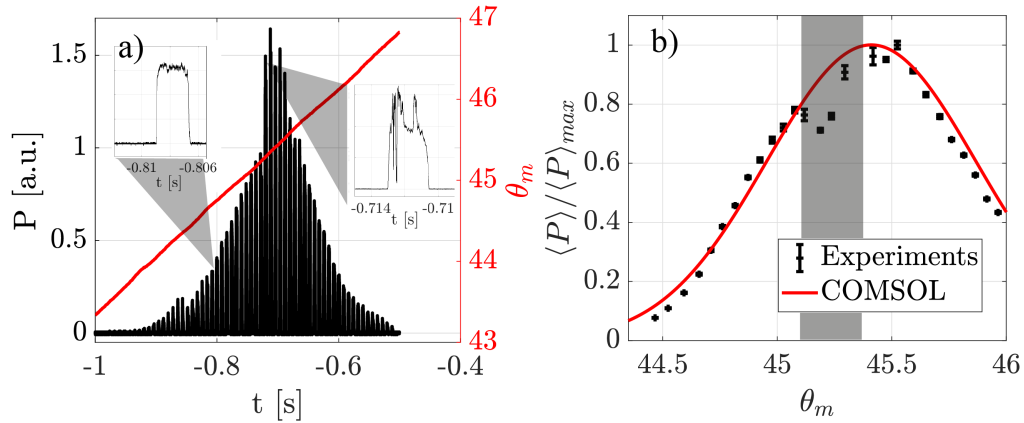 a)
P [a.u.]
1.5
1
0.5
0
-1
-0.8
-0.6
-0.4
t [s]
47
46
45
44
43
θm
-0.81
-0.806
t [s]
-0.714
-0.71
t [s]
b)
⟨P⟩/⟨P⟩max
1
0.8
0.6
0.4
0.2
0
44.5
45
45.5
46
θm
Experiments
COMSOL